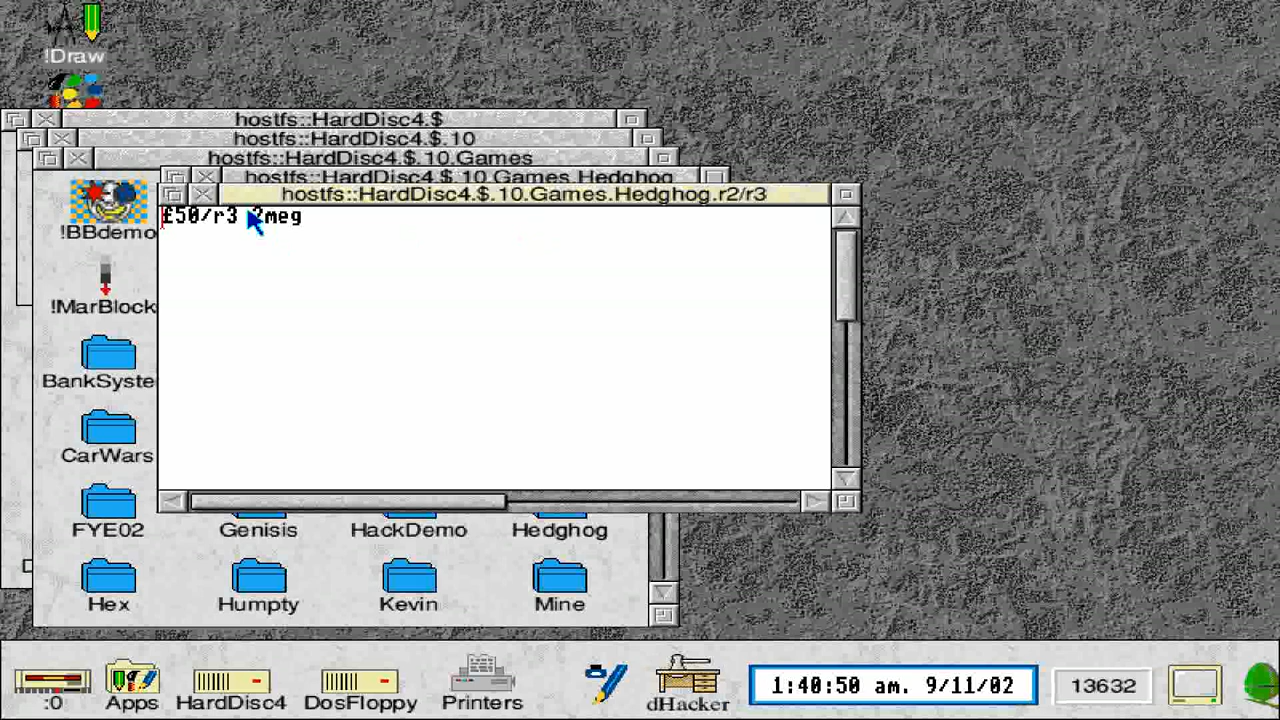 !Draw
hostfs::HardDisc4.$
hostfs::HardDisc4.$.10
hostfs::HardDisc4.$.10.Games
hostfs::HardDisc4.$.10.Games.Hedghog
hostfs::HardDisc4.$.10.Games.Hedghog.r2/r3
£50/r3 2meg
!BBdemo
!MarBlock
BankSyste
CarWars
FYE02
Genisis
HackDemo
Hedghog
Hex
Humpty
Kevin
Mine
:0
Apps
HardDisc4
DosFloppy
Printers
dHacker
1:40:50 am. 9/11/02
13632